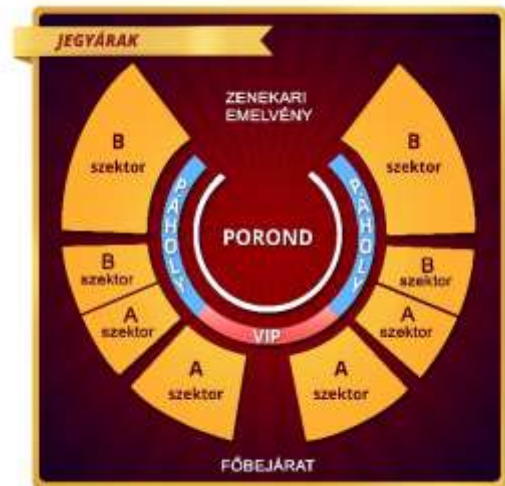 JEGYÁRAK
ZENEKARI
EMELVÉNY
B
szektor
B
szektor
PÁHOLY
POROND
PÁHOLY
B
szektor
B
szektor
A
szektor
A
szektor
VIP
A
szektor
A
szektor
FŐBEJÁRAT